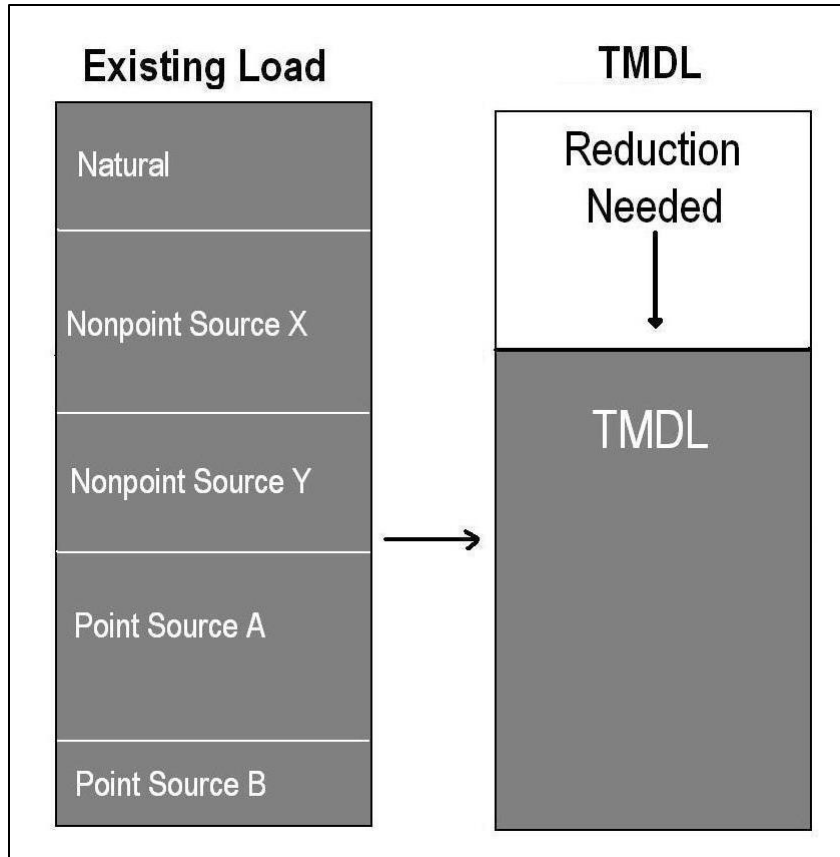 Existing Load
Natural
Nonpoint Source X
Nonpoint Source Y
Point Source A
Point Source B
TMDL
Reduction
Needed
TMDL